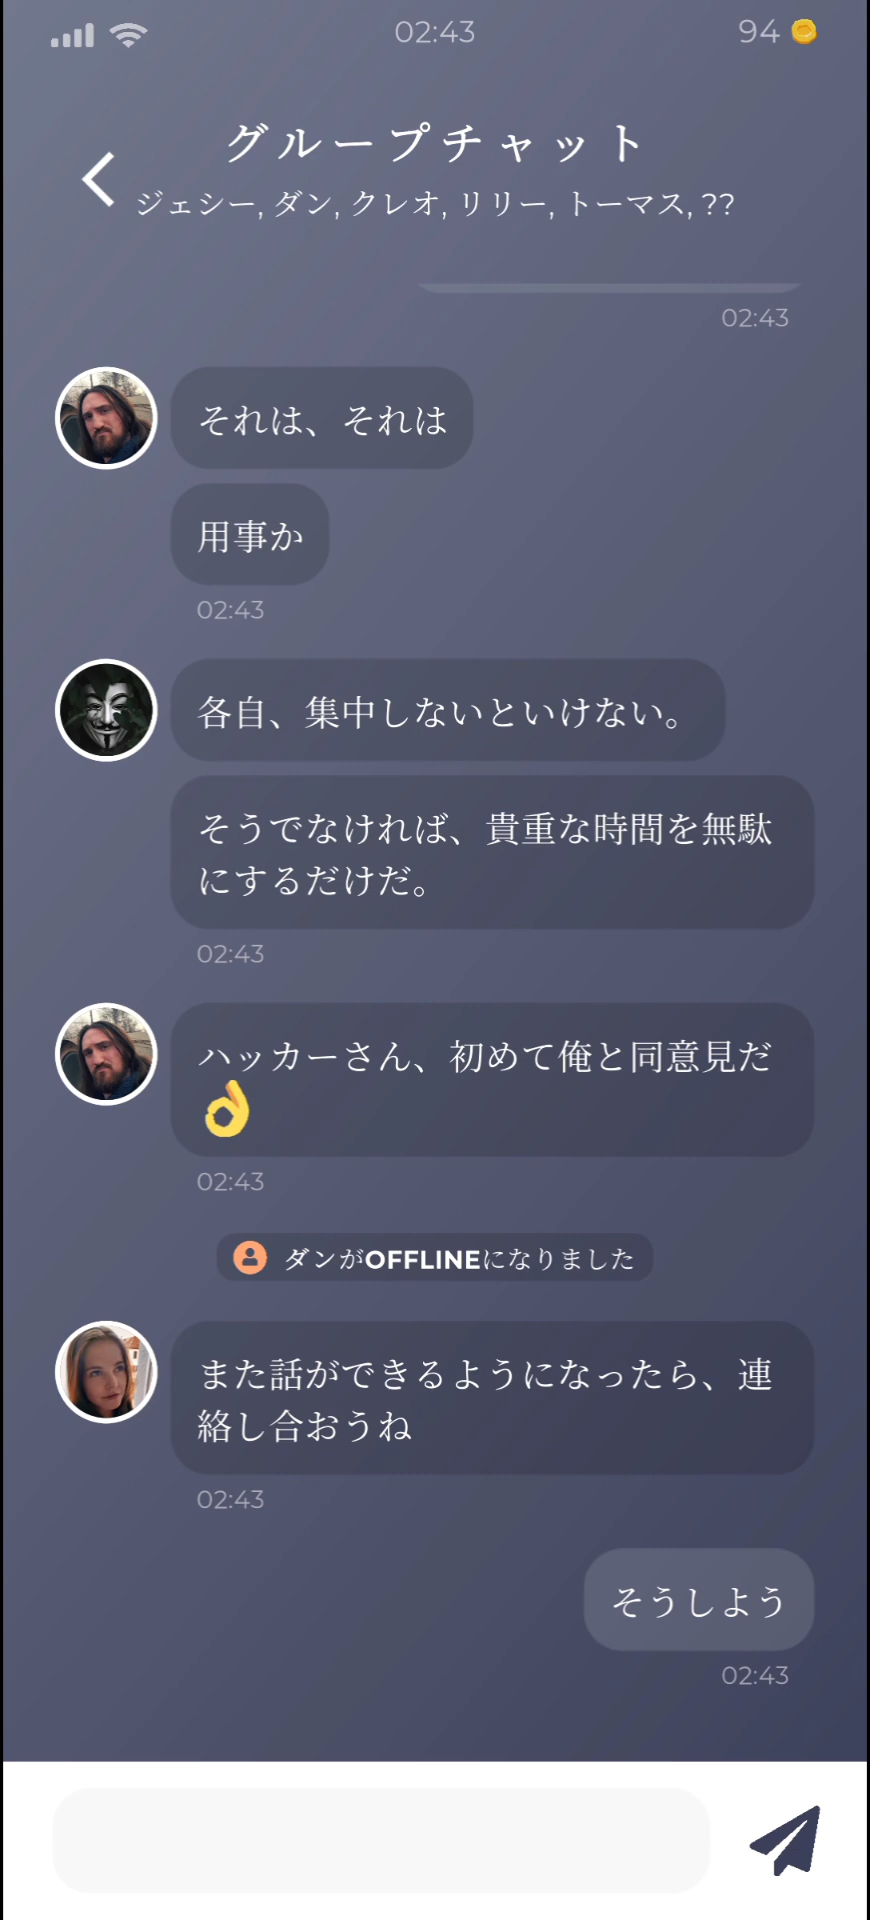 02:43
94
グループチャット
ジェシー, ダン, クレオ, リリー, トーマス, ??
02:43
それは、それは
用事か
02:43
各自、集中しないといけない。
そうでなければ、貴重な時間を無駄
にするだけだ。
02:43
ハッカーさん、初めて俺と同意見だ
👌
02:43
ダンがOFFLINEになりました
また話ができるようになったら、連
絡し合おうね
02:43
そうしよう
02:43